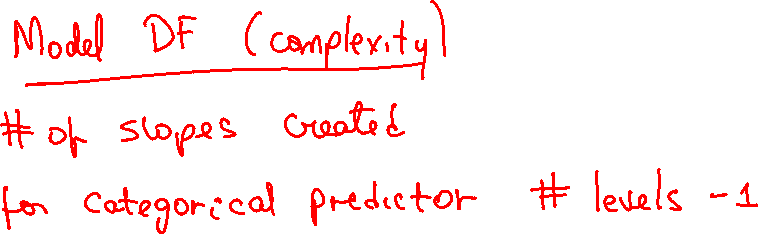 Model DF (complexity)
# of slopes created
for categorical predictor # levels -1